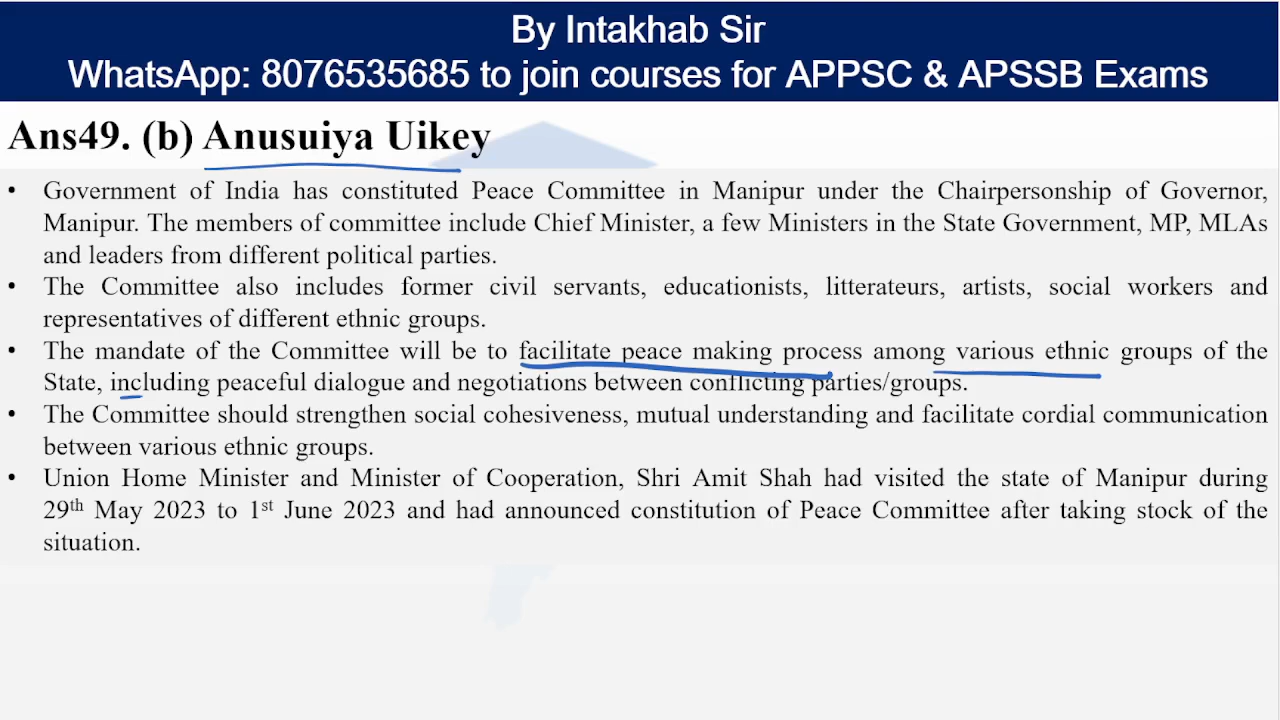 By Intakhab Sir
WhatsApp: 8076535685 to join courses for APPSC & APSSB Exams
Ans49. (b) Anusuiya Uikey
• Government of India has constituted Peace Committee in Manipur under the Chairpersonship of Governor,
Manipur. The members of committee include Chief Minister, a few Ministers in the State Government, MP, MLAs
and leaders from different political parties.
• The Committee also includes former civil servants, educationists, litterateurs, artists, social workers and
representatives of different ethnic groups.
• The mandate of the Committee will be to facilitate peace making process among various ethnic groups of the
State, including peaceful dialogue and negotiations between conflicting parties/groups.
• The Committee should strengthen social cohesiveness, mutual understanding and facilitate cordial communication
between various ethnic groups.
• Union Home Minister and Minister of Cooperation, Shri Amit Shah had visited the state of Manipur during
29th May 2023 to 1st June 2023 and had announced constitution of Peace Committee after taking stock of the
situation.